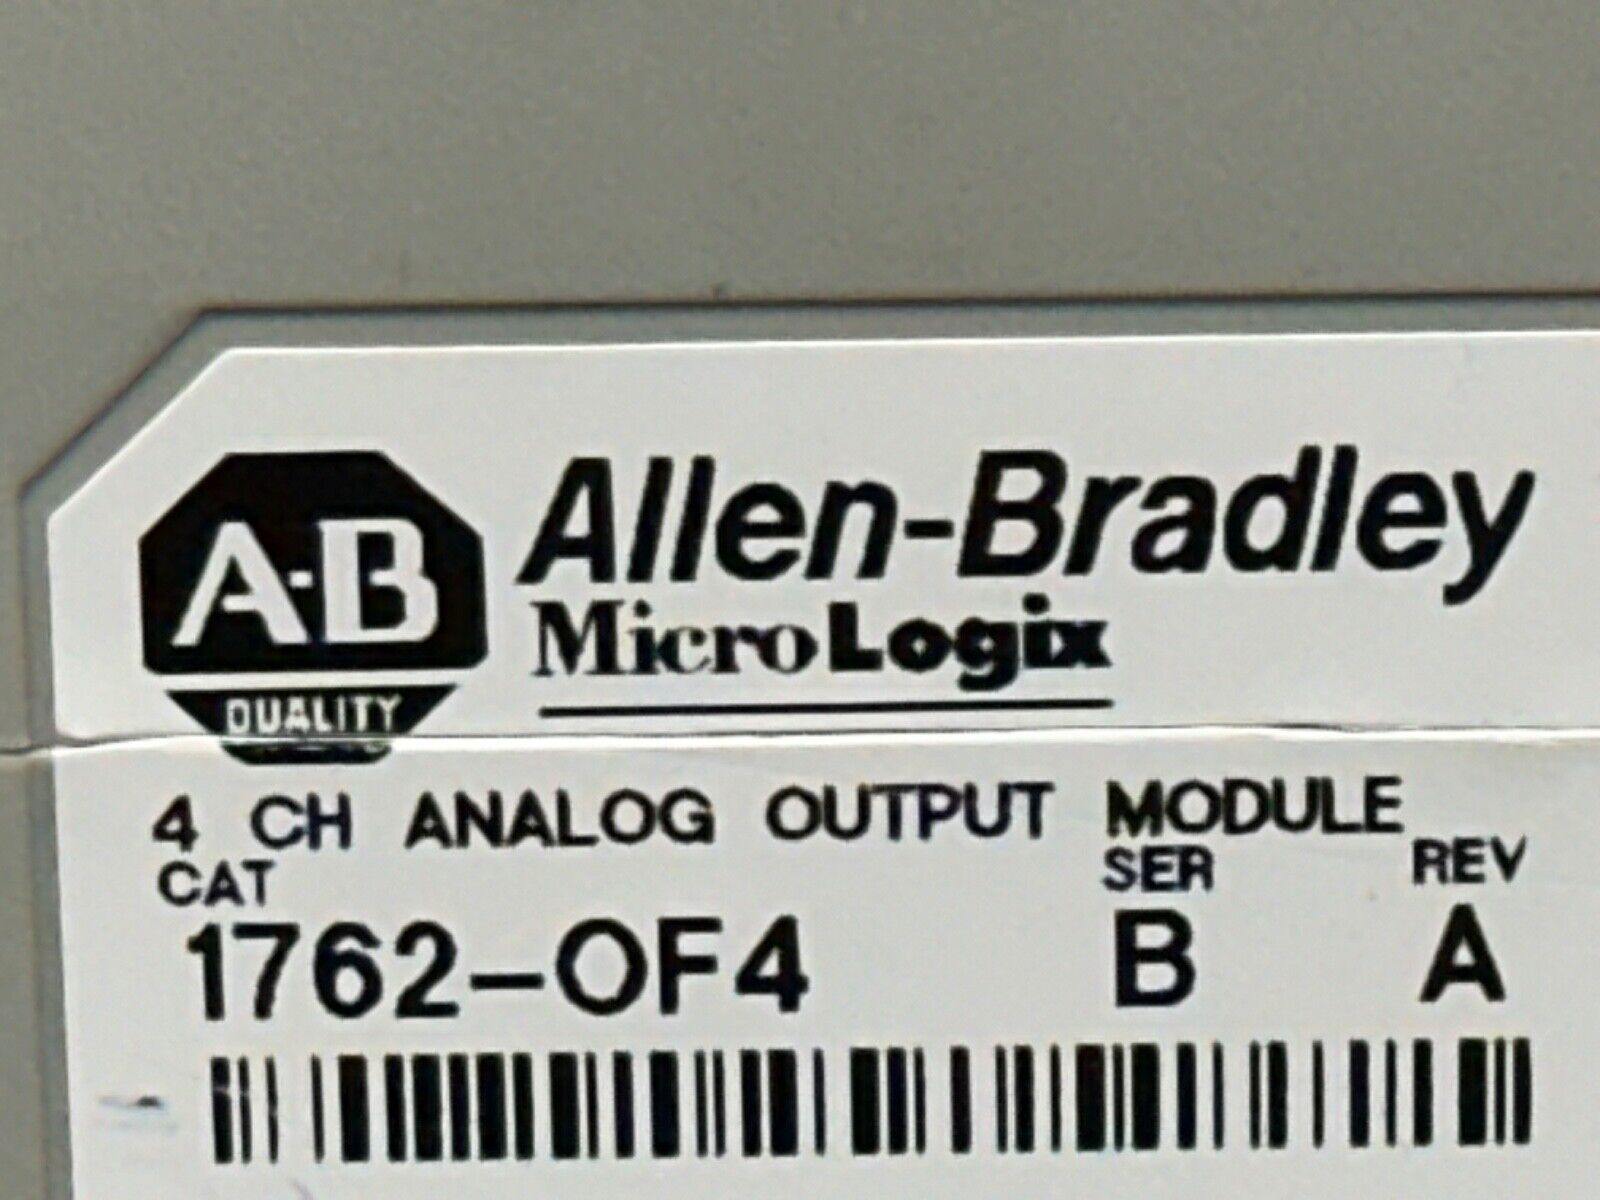 A-B
QUALITY
Allen-Bradley
MicroLogix
4 CH ANALOG OUTPUT MODULE
CAT SER REV
1762-OF4 B A